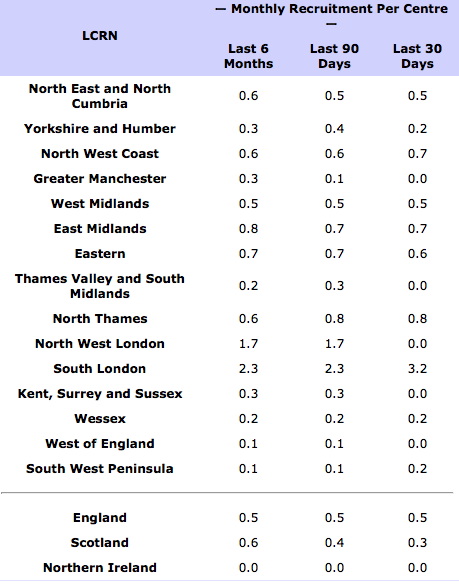 — Monthly Recruitment Per Centre
—
LCRN
Last 6 Last 90 Last 30
Months Days Days
North East and North
Cumbria 0.6 0.5 0.5
Yorkshire and Humber 0.3 0.4 0.2
North West Coast 0.6 0.6 0.7
Greater Manchester 0.3 0.1 0.0
West Midlands 0.5 0.5 0.5
East Midlands 0.8 0.7 0.7
Eastern 0.7 0.7 0.6
Thames Valley and South
Midlands 0.2 0.3 0.0
North Thames 0.6 0.8 0.8
North West London 1.7 1.7 0.0
South London 2.3 2.3 3.2
Kent, Surrey and Sussex 0.3 0.3 0.0
Wessex 0.2 0.2 0.2
West of England 0.1 0.1 0.0
South West Peninsula 0.1 0.1 0.2
England 0.5 0.5 0.5
Scotland 0.6 0.4 0.3
Northern Ireland 0.0 0.0 0.0